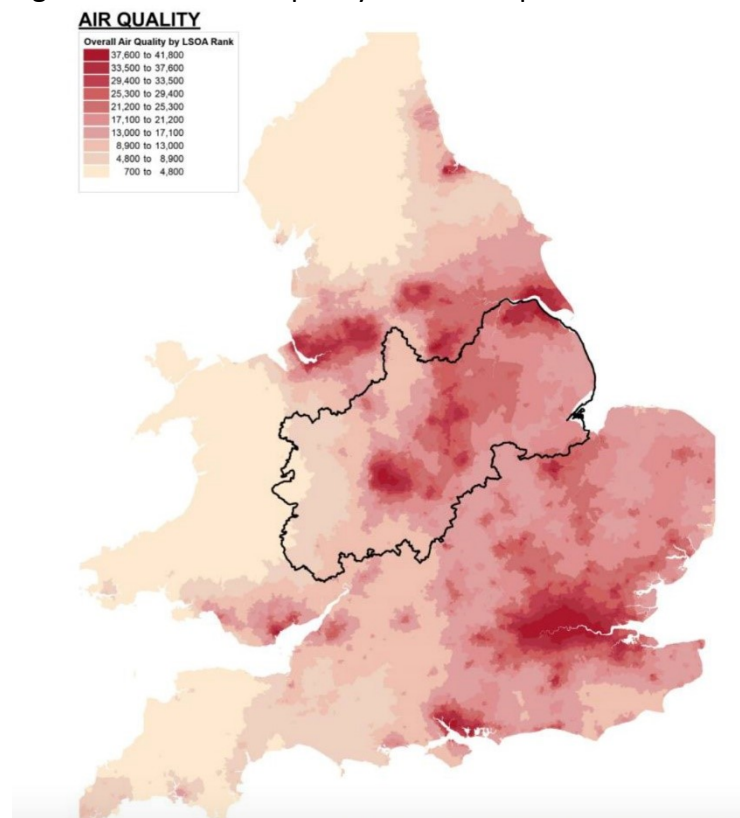 AIR QUALITY
Overall Air Quality by LSOA Rank
37,600 to 41,800
33,500 to 37,600
29,400 to 33,500
25,300 to 29,400
21,200 to 25,300
17,100 to 21,200
13,000 to 17,100
8,900 to 13,000
4,800 to 8,900
700 to 4,800